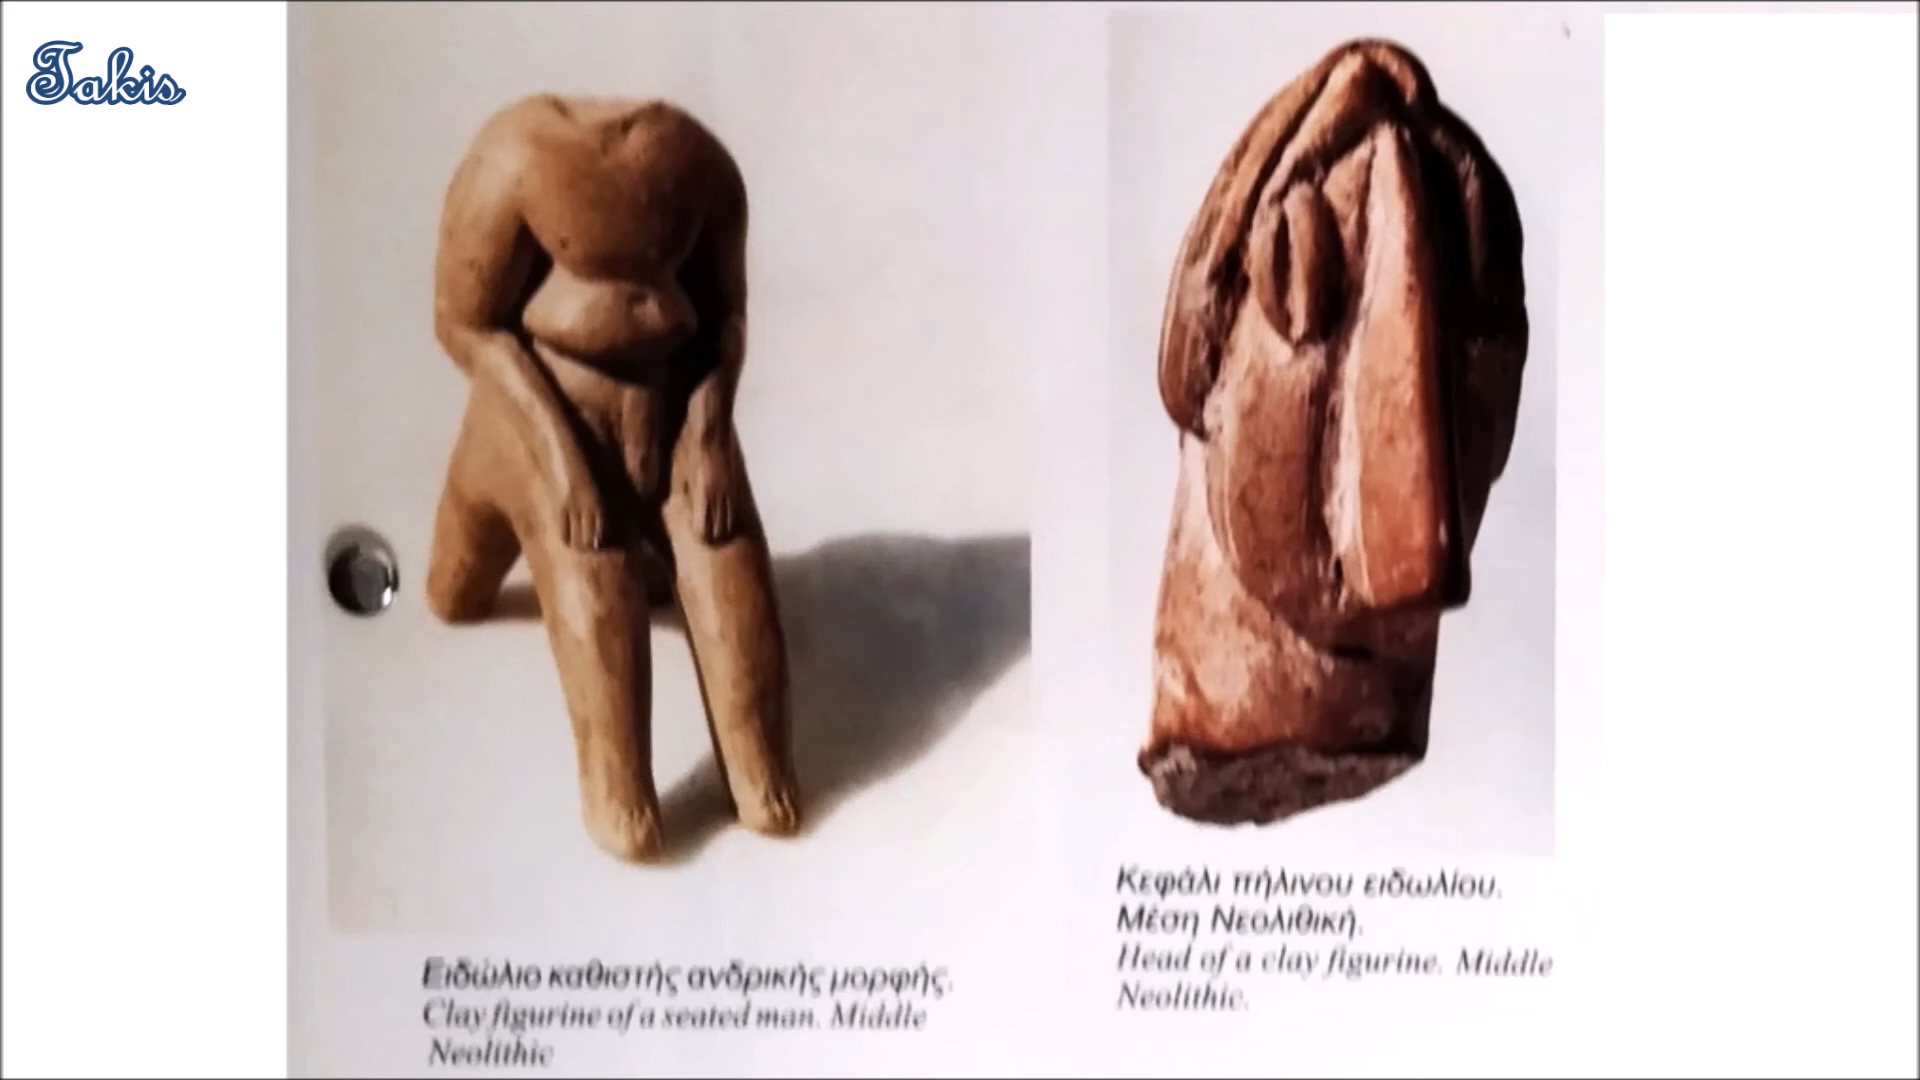 Takis
Ειδώλιο καθιστής ανδρικής μορφής.
Clay figurine of a seated man. Middle
Neolithic
Κεφάλι πήλινου ειδωλίου.
Μέση Νεολιθική.
Head of a clay figurine. Middle
Neolithic.